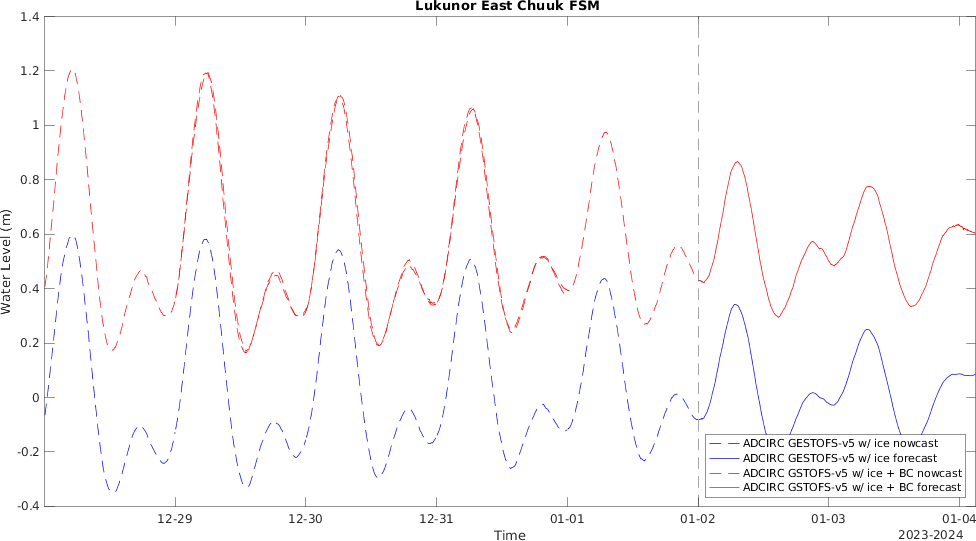 Lukunor East Chuuk FSM
1.4
1.2
1
0.8
0.6
0.4
0.2
0
-0.2
-0.4
Water Level (m)
ADCIRC GESTOFS-v5 w/ ice nowcast
ADCIRC GESTOFS-v5 w/ ice forecast
ADCIRC GSTOFS-v5 w/ ice + BC nowcast
ADCIRC GSTOFS-v5 w/ ice + BC forecast
12-29 12-30 12-31 01-01 01-02 01-03 01-04
Time
2023-2024